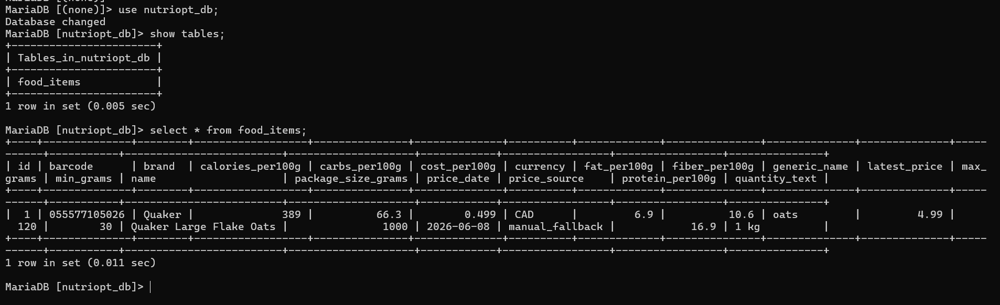 MariaDB [(none)]>
MariaDB [(none)]> use nutriopt_db;
Database changed
MariaDB [nutriopt_db]> show tables;
+-----------------------+
| Tables_in_nutriopt_db |
+-----------------------+
| food_items            |
+-----------------------+
1 row in set (0.005 sec)

MariaDB [nutriopt_db]> select * from food_items;
+----+--------------+--------+------------------+---------------+--------------+----------+-------------+---------------+--------------+--------------+-----
------+-----------+--------------------------+--------------------+------------+-----------------+-----------------+---------------+
| id | barcode      | brand  | calories_per100g | carbs_per100g | cost_per100g | currency | fat_per100g | fiber_per100g | generic_name | latest_price | max_
grams | min_grams | name                     | package_size_grams | price_date | price_source    | protein_per100g | quantity_text |
+----+--------------+--------+------------------+---------------+--------------+----------+-------------+---------------+--------------+--------------+-----
------+-----------+--------------------------+--------------------+------------+-----------------+-----------------+---------------+
|  1 | 055577105026 | Quaker |              389 |          66.3 |        0.499 | CAD      |         6.9 |          10.6 | oats         |         4.99 |
  120 |        30 | Quaker Large Flake Oats |               1000 | 2026-06-08 | manual_fallback |            16.9 | 1 kg          |
+----+--------------+--------+------------------+---------------+--------------+----------+-------------+---------------+--------------+--------------+-----
------+-----------+--------------------------+--------------------+------------+-----------------+-----------------+---------------+
1 row in set (0.011 sec)

MariaDB [nutriopt_db]>